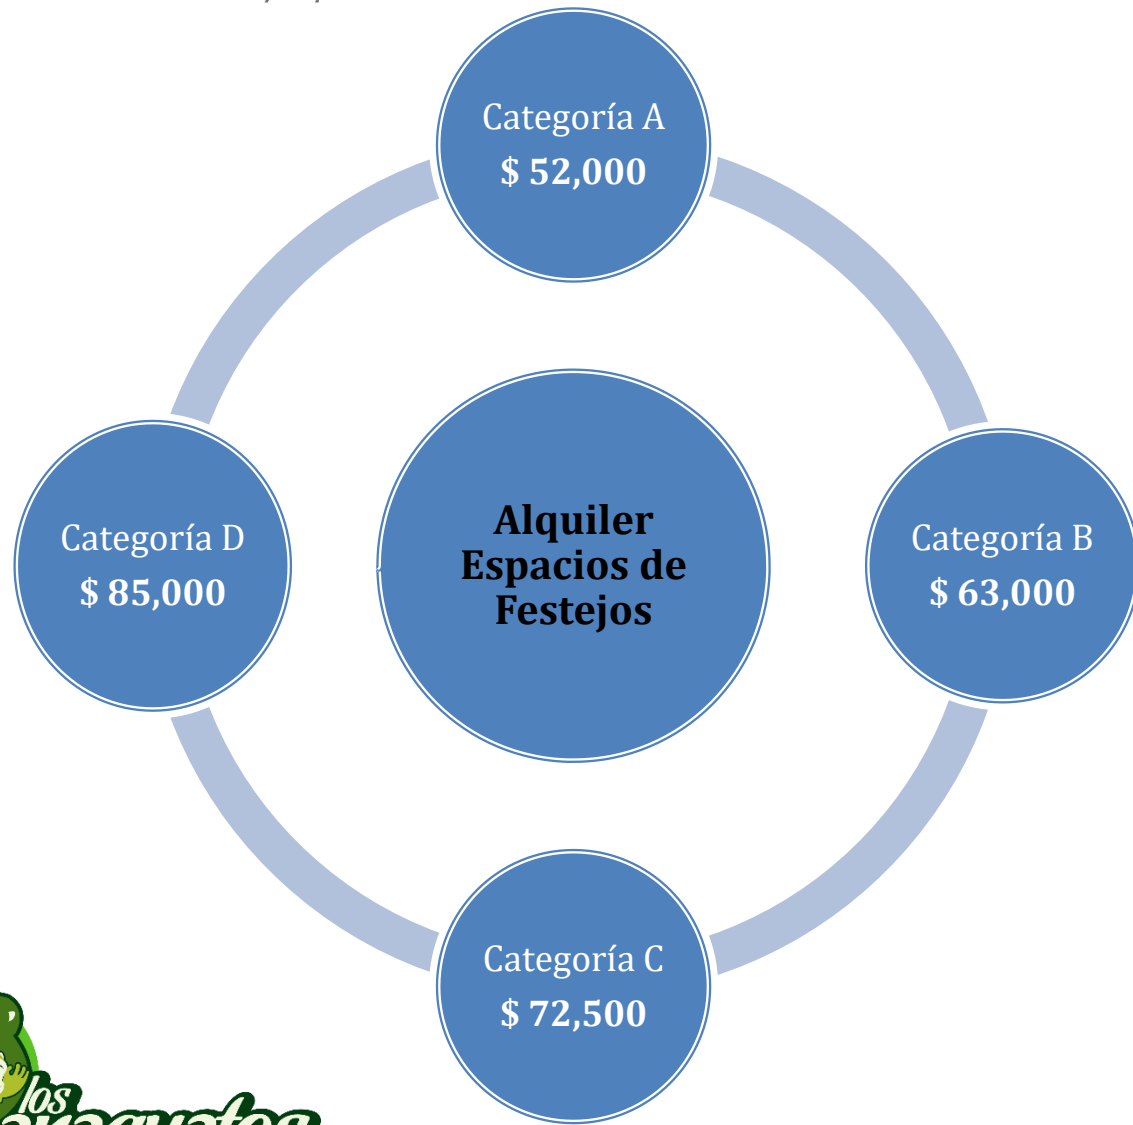 Categoría A
$ 52,000
Categoría D
$ 85,000
Alquiler
Espacios de
Festejos
Categoría B
$ 63,000
Categoría C
$ 72,500
los